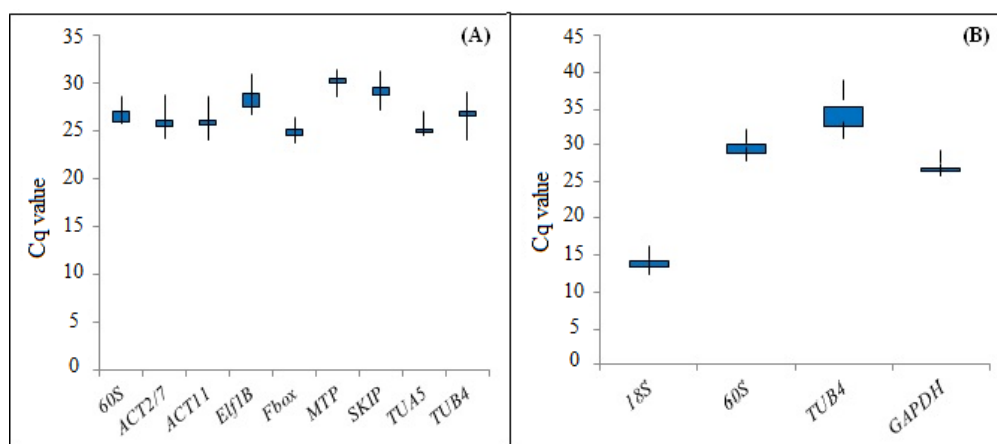 (A)
Cq value
35
30
25
20
15
10
5
0
60S
ACT2/7
ACT11
Elf1B
Fbox
MTP
SKIP
TUA5
TUB4
(B)
Cq value
45
40
35
30
25
20
15
10
5
0
18S
60S
TUB4
GAPDH